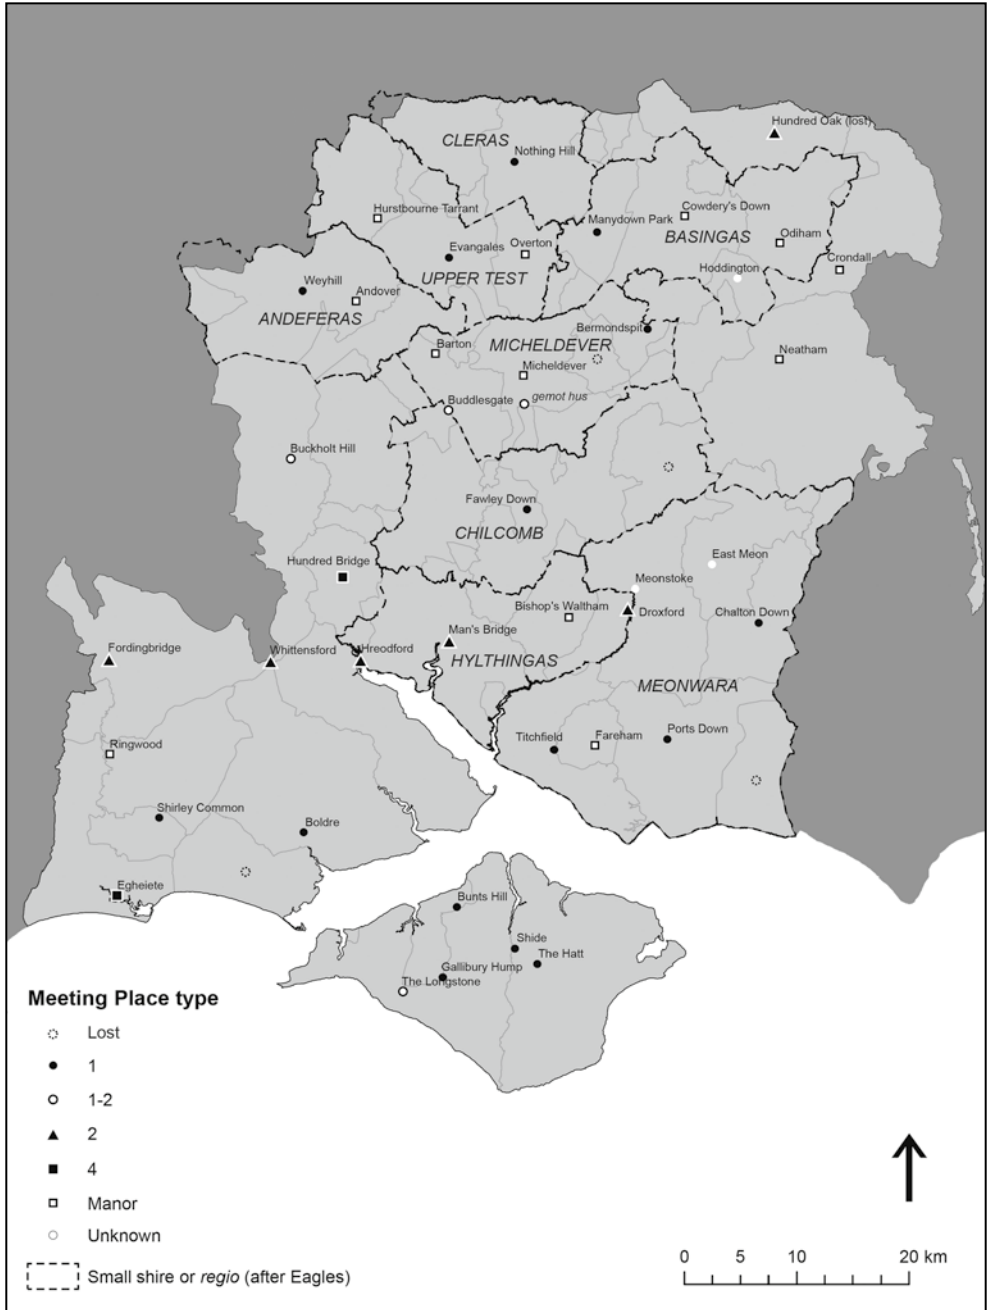 Hundred Oak (lost)
CLERAS
Nothing Hill
Hurstbourne Tarrant
Cowdery's Down
Manydown Park
BASINGAS
Odiham
Evangales
Overton
Crondall
UPPER TEST
Hoddington
Weyhill
Andover
ANDEFERAS
Bermondspit
Barton
MICHELDEVER
Neatham
Micheldever
gemot hus
Buddlesgate
Buckholt Hill
Fawley Down
CHILCOMB
East Meon
Hundred Bridge
Meonstoke
Bishop's Waltham
Droxford
Chalton Down
Man's Bridge
Fordingbridge
Whittensford
Hreodford
HYLTHINGAS
MEONWARA
Ports Down
Titchfield
Fareham
Ringwood
Shirley Common
Boldre
Egheiete
Bunts Hill
Shide
The Hatt
Gallibury Hump
The Longstone
Meeting Place type
Lost
1
1-2
2
4
Manor
Unknown
Small shire or regio (after Eagles)
0 5 10 20 km